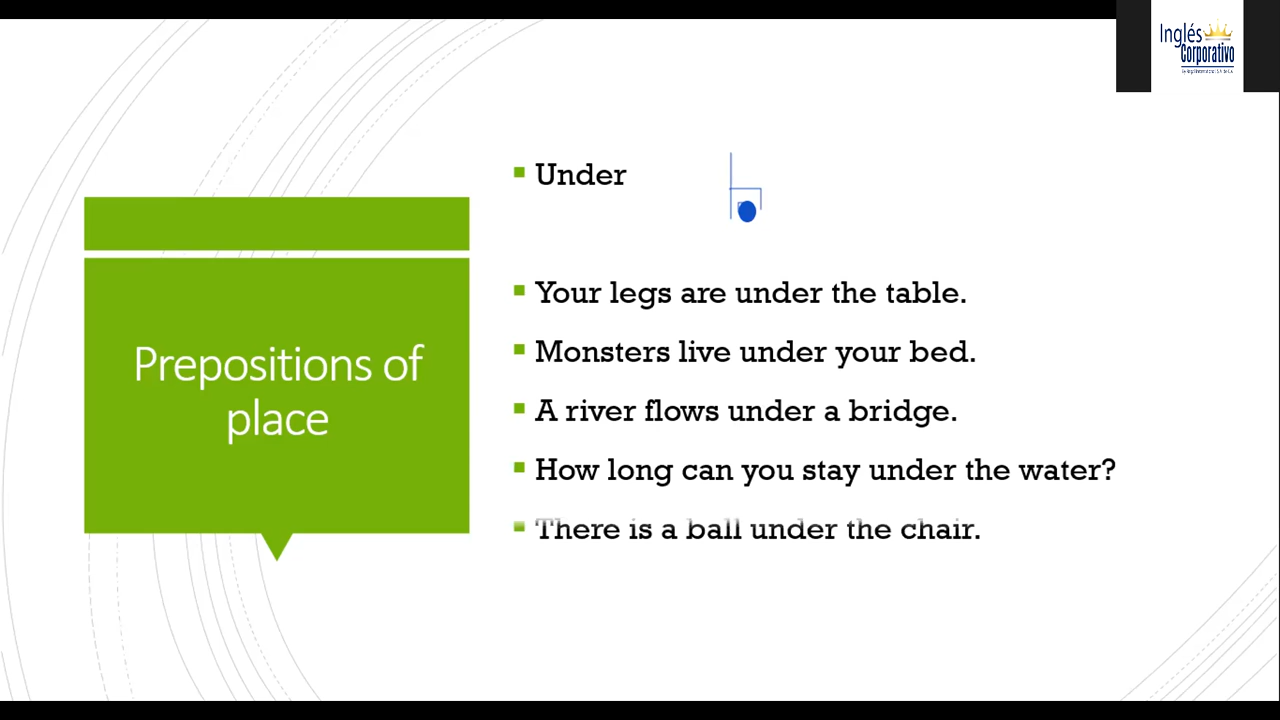 Inglés
Corporativo
Under
Prepositions of
place
Your legs are under the table.
Monsters live under your bed.
A river flows under a bridge.
How long can you stay under the water?
There is a ball under the chair.